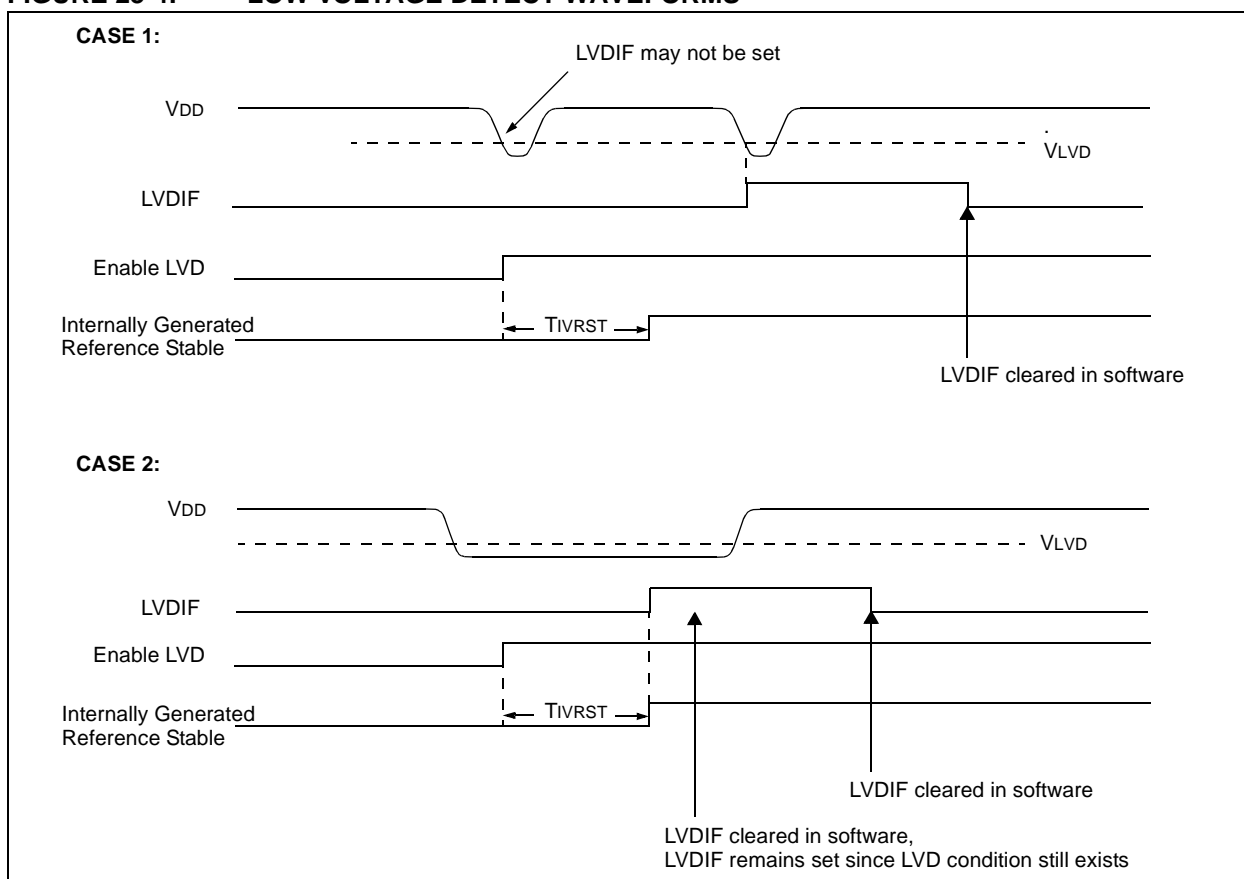 CASE 1:
LVDIF may not be set
VDD
.
VLVD
LVDIF
Enable LVD
TIVRST
Internally Generated
Reference Stable
LVDIF cleared in software
CASE 2:
VDD
VLVD
LVDIF
Enable LVD
TIVRST
Internally Generated
Reference Stable
LVDIF cleared in software
LVDIF cleared in software,
LVDIF remains set since LVD condition still exists